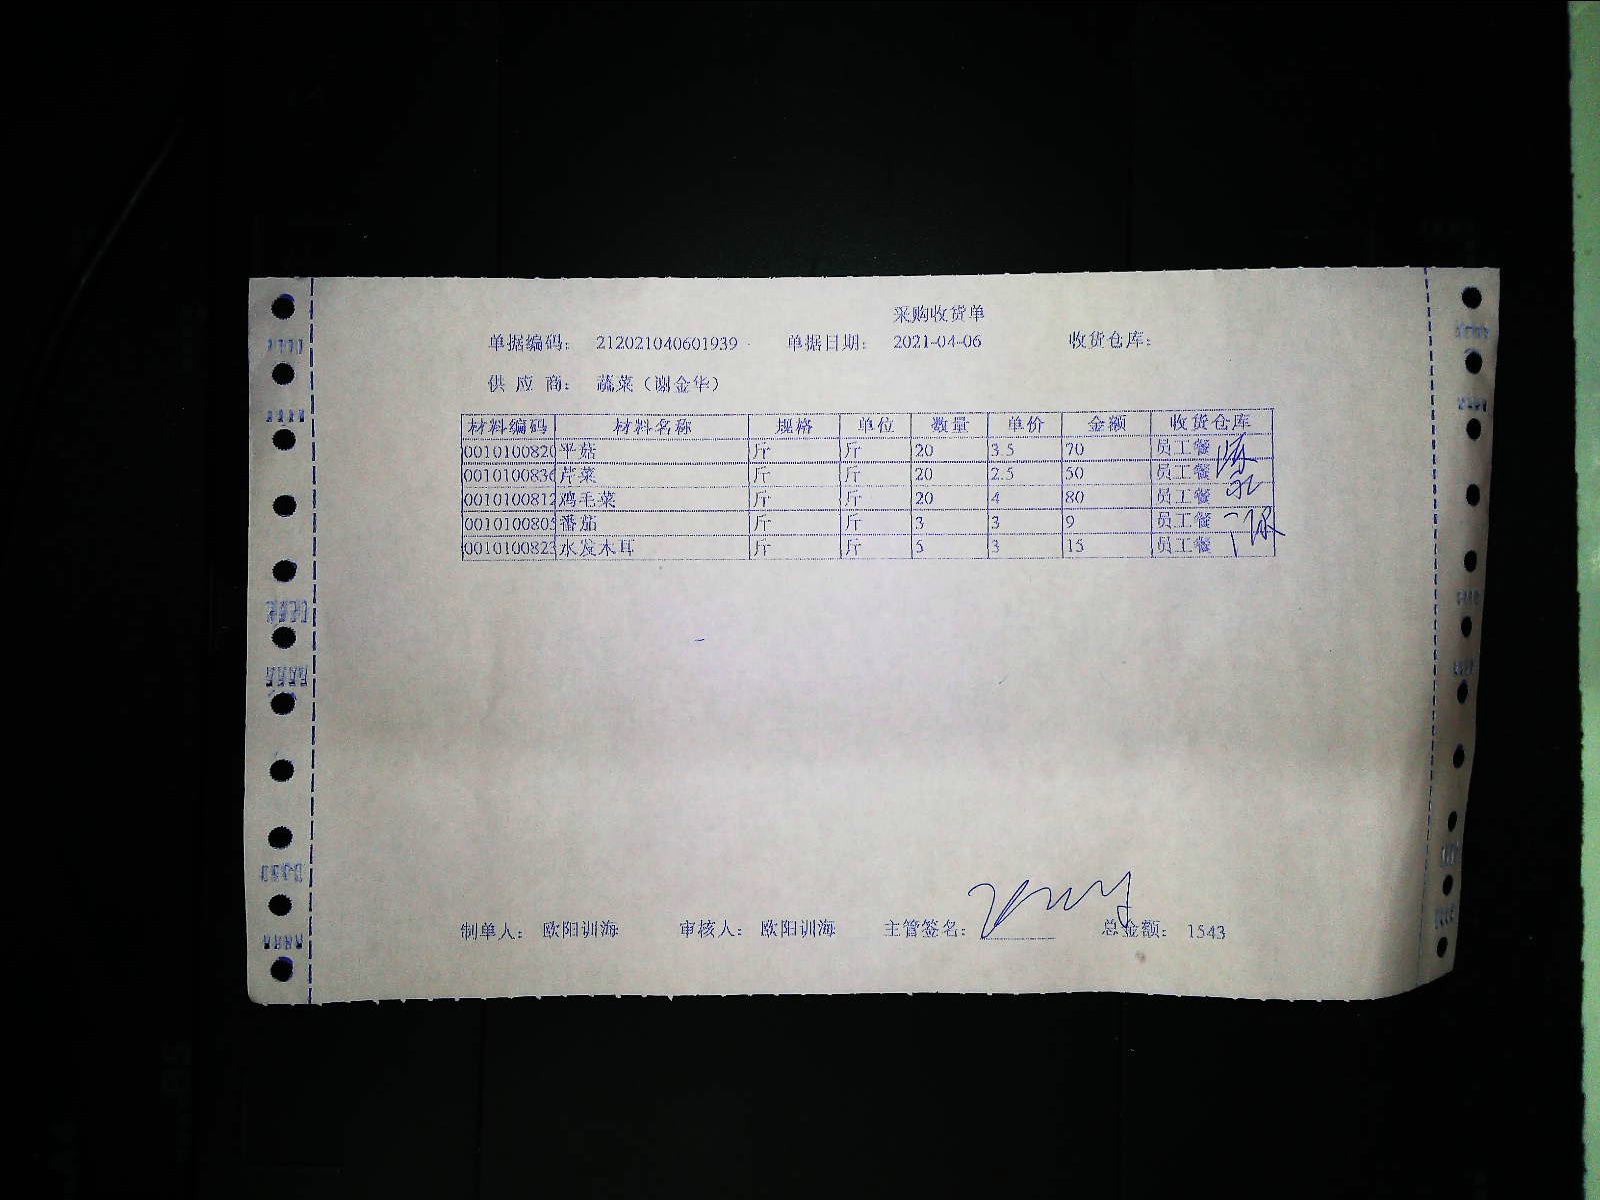 采购收货单
单据编码: 212021040601939 单据日期: 2021-04-06 收货仓库:
供应商: 蔬菜(谢金华)
材料编码 材料名称 规格 单位 数量 单价 金额 收货仓库
0010100820 平菇 斤 斤 20 3.5 70 员工餐
0010100836 芹菜 斤 斤 20 2.5 50 员工餐
0010100812 鸡毛菜 斤 斤 20 4 80 员工餐
0010100805 番茄 斤 斤 3 3 9 员工餐
0010100823 水发木耳 斤 斤 5 3 15 员工餐
制单人: 欧阳训海 审核人: 欧阳训海 主管签名: 总金额: 1543